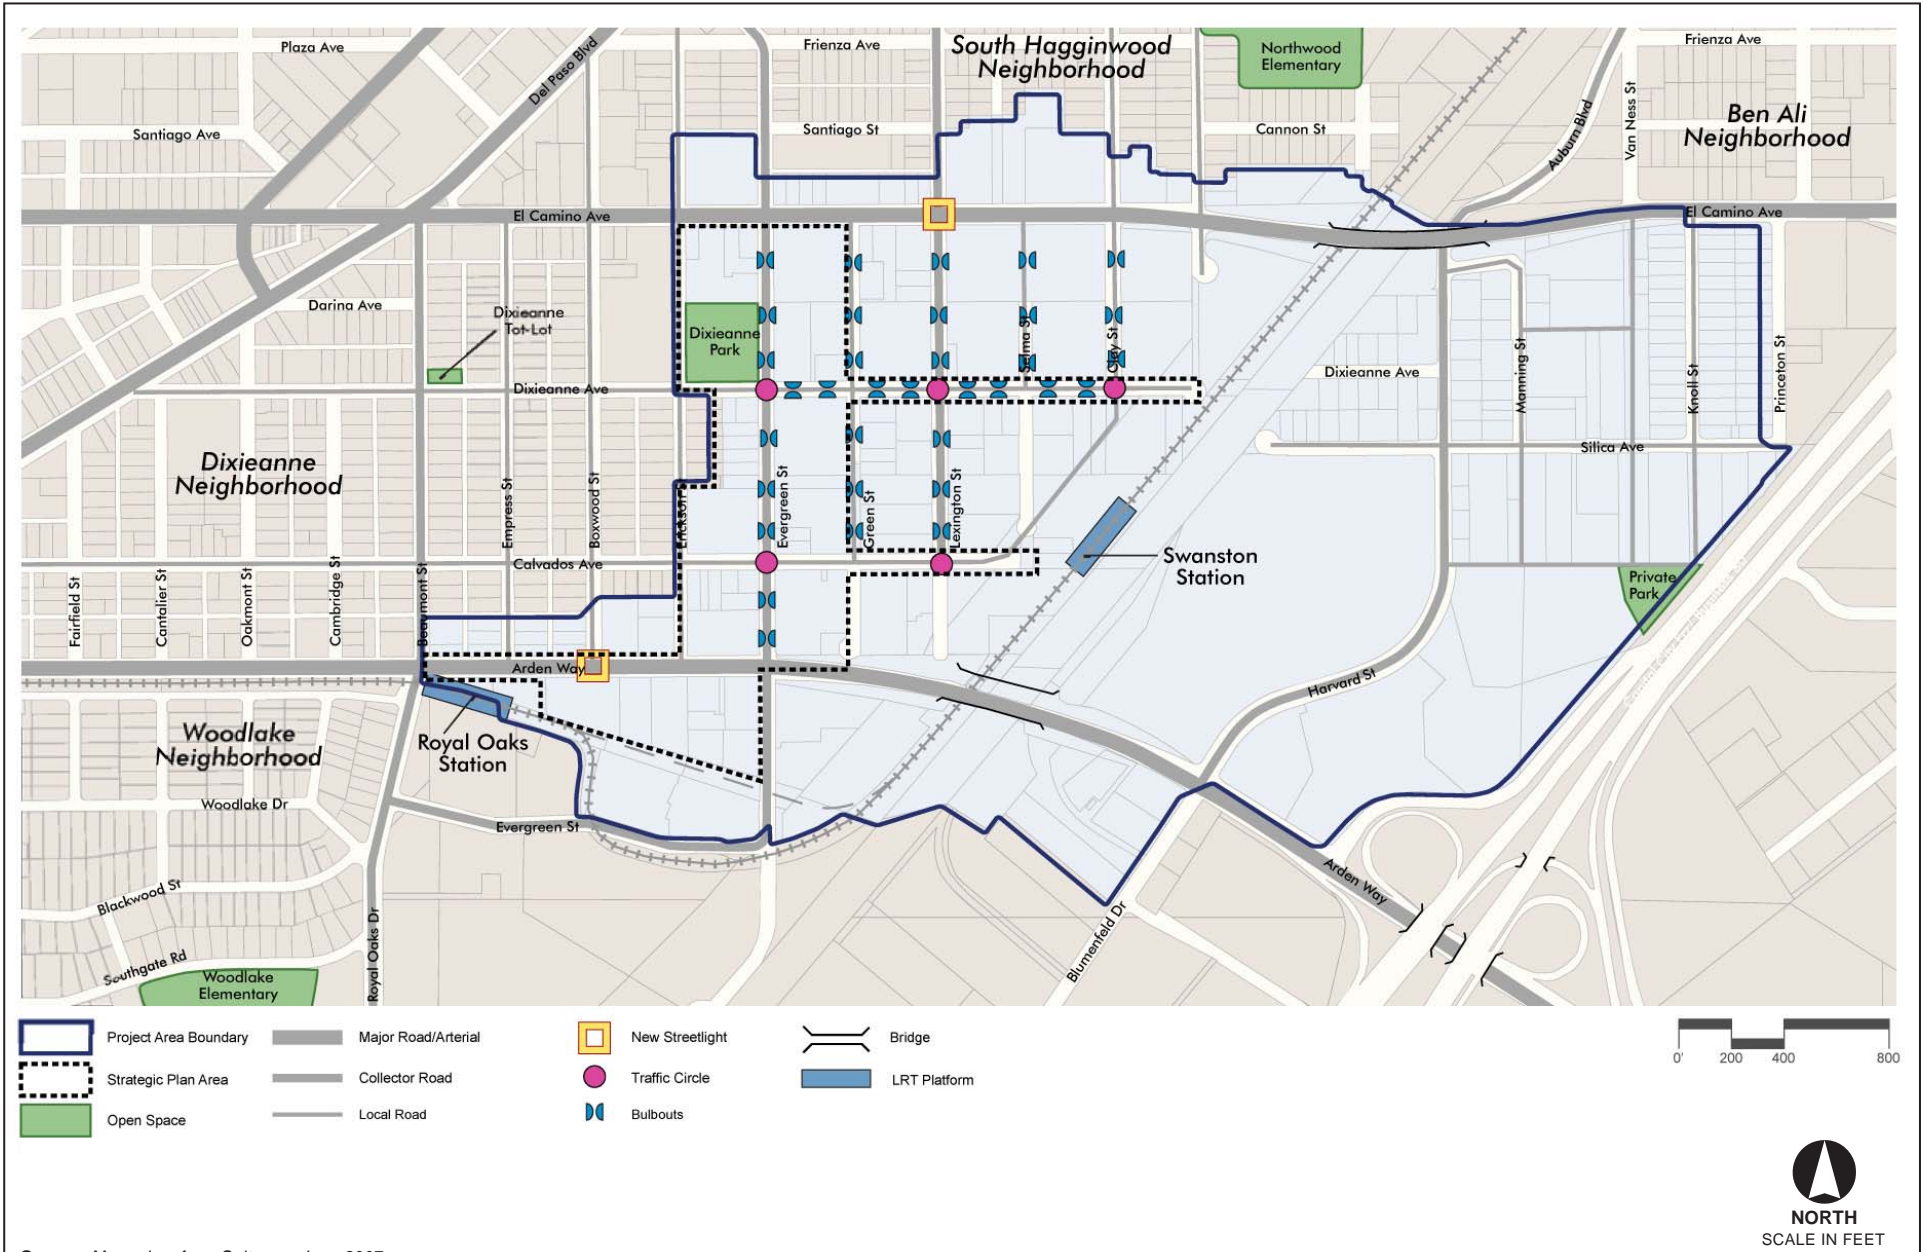 Plaza Ave
Del Paso Blvd
Frienza Ave
South Hagginwood
Neighborhood
Northwood
Elementary
Frienza Ave
Santiago Ave
Santiago St
Cannon St
Auburn Blvd
Van Ness St
Ben Ali
Neighborhood
El Camino Ave
El Camino Ave
Darina Ave
Dixieanne
Tot-Lot
Dixieanne
Park
Selma St
Clay St
Dixieanne Ave
Dixieanne Ave
Manning St
Knoll St
Princeton St
Silica Ave
Dixieanne
Neighborhood
Empress St
Boxwood St
Erickson
Evergreen St
Green St
Lexington St
Calvados Ave
Swanston
Station
Private
Park
Fairfield St
Cantalier St
Oakmont St
Cambridge St
Beaumont St
Arden Way
Harvard St
Woodlake
Neighborhood
Royal Oaks
Station
Woodlake Dr
Evergreen St
Blackwood St
Southgate Rd
Woodlake
Elementary
Royal Oaks Dr
Blumenfeld Dr
Arden Way
Project Area Boundary
Strategic Plan Area
Open Space
Major Road/Arterial
Collector Road
Local Road
New Streetlight
Traffic Circle
Bulbouts
Bridge
LRT Platform
0' 200 400 800
NORTH
SCALE IN FEET